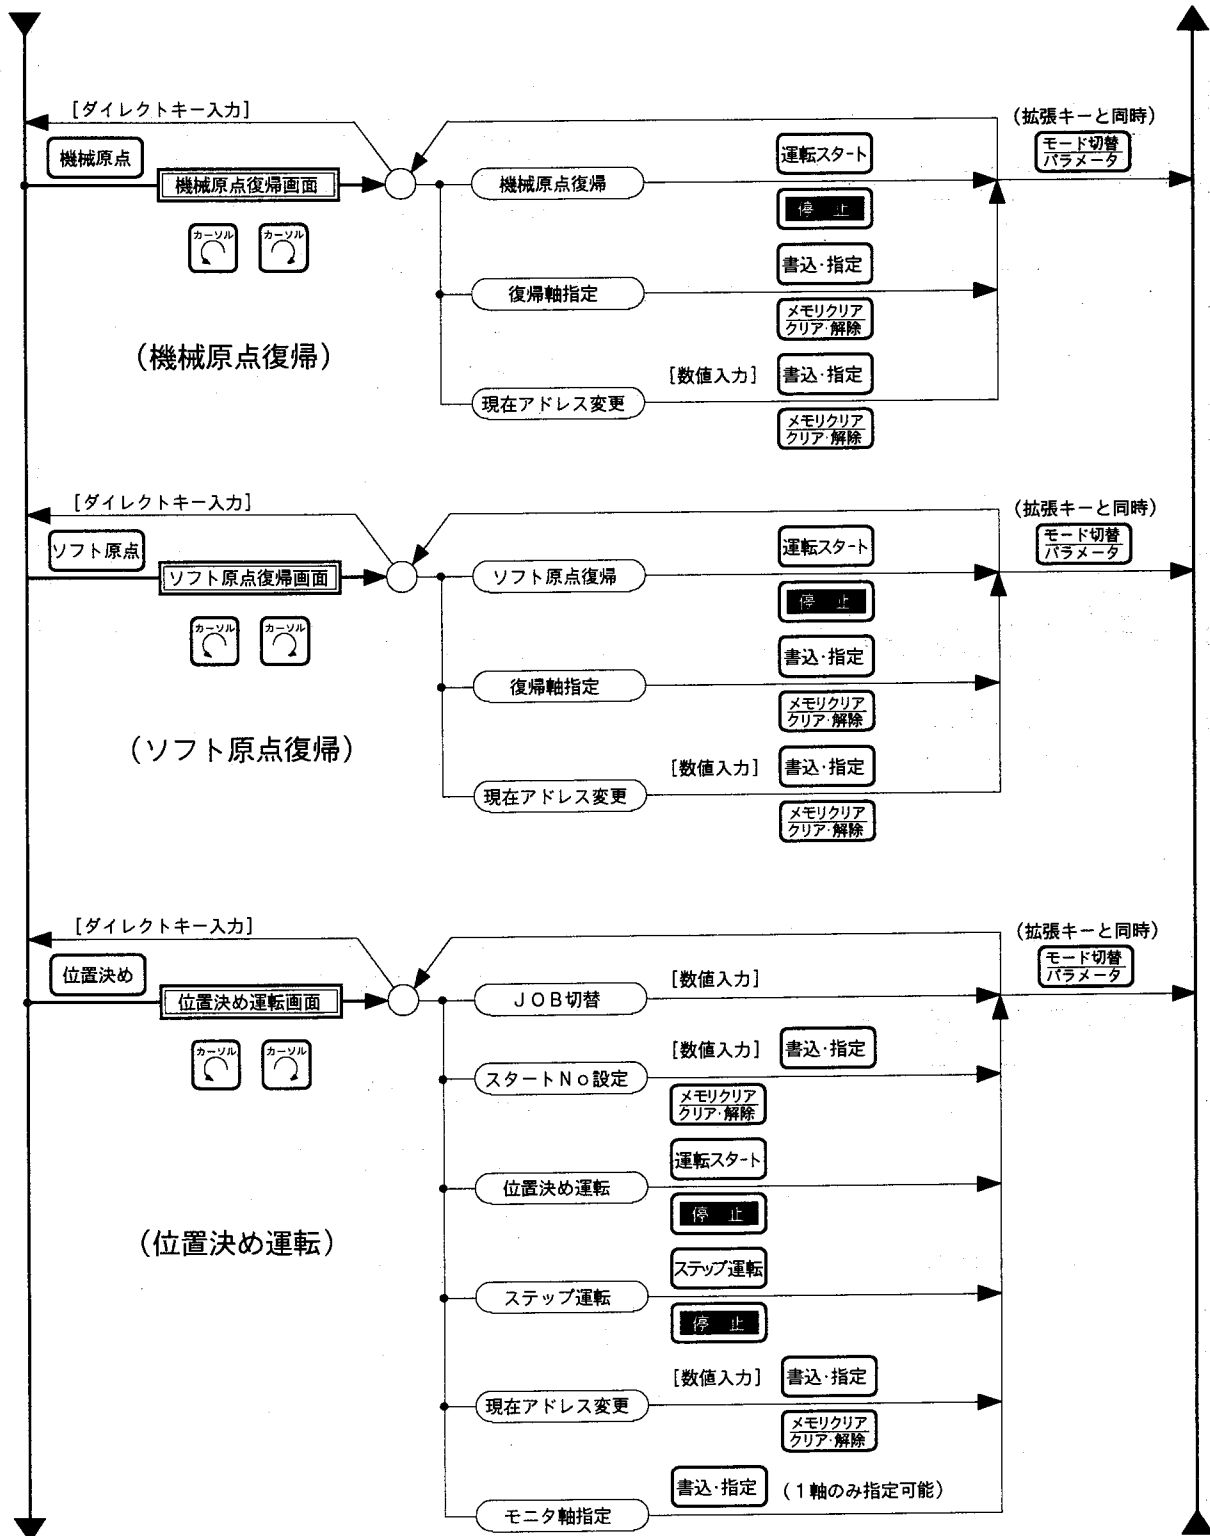 [ダイレクトキー入力]
(拡張キーと同時)
機械原点
運転スタート
モード切替
パラメータ
機械原点復帰画面
機械原点復帰
停 止
カーソル
カーソル
書込・指定
復帰軸指定
メモリクリア
クリア・解除
(機械原点復帰)
[数値入力]
書込・指定
現在アドレス変更
メモリクリア
クリア・解除
[ダイレクトキー入力]
(拡張キーと同時)
ソフト原点
運転スタート
モード切替
パラメータ
ソフト原点復帰画面
ソフト原点復帰
停 止
カーソル
カーソル
書込・指定
復帰軸指定
メモリクリア
クリア・解除
(ソフト原点復帰)
[数値入力]
書込・指定
現在アドレス変更
メモリクリア
クリア・解除
[ダイレクトキー入力]
(拡張キーと同時)
位置決め
モード切替
パラメータ
位置決め運転画面
JOB切替
[数値入力]
カーソル
カーソル
[数値入力]
書込・指定
スタートNo設定
メモリクリア
クリア・解除
運転スタート
位置決め運転
停 止
(位置決め運転)
ステップ運転
ステップ運転
停 止
[数値入力]
書込・指定
現在アドレス変更
メモリクリア
クリア・解除
書込・指定
(1軸のみ指定可能)
モニタ軸指定